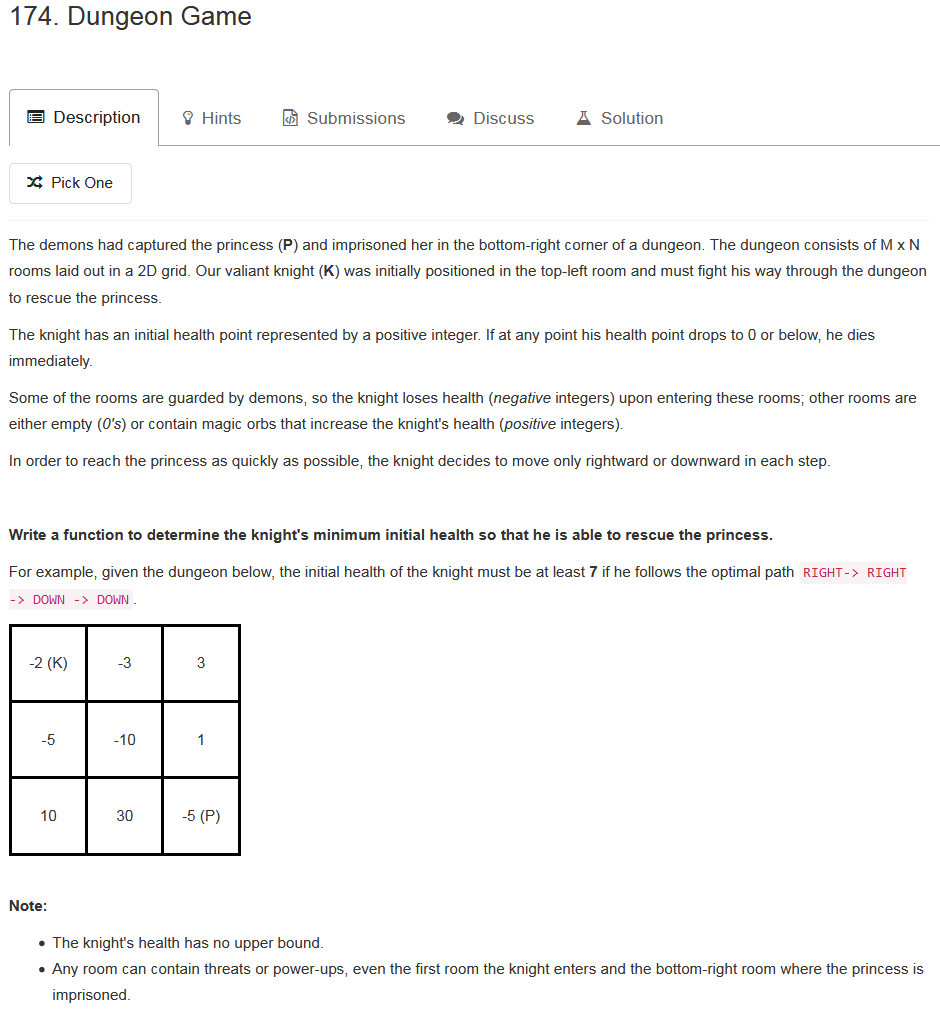 174. Dungeon Game
Description
Hints
Submissions
Discuss
Solution
Pick One
The demons had captured the princess (P) and imprisoned her in the bottom-right corner of a dungeon. The dungeon consists of M x N
rooms laid out in a 2D grid. Our valiant knight (K) was initially positioned in the top-left room and must fight his way through the dungeon
to rescue the princess.
The knight has an initial health point represented by a positive integer. If at any point his health point drops to 0 or below, he dies
immediately.
Some of the rooms are guarded by demons, so the knight loses health (negative integers) upon entering these rooms; other rooms are
either empty (0's) or contain magic orbs that increase the knight's health (positive integers).
In order to reach the princess as quickly as possible, the knight decides to move only rightward or downward in each step.
Write a function to determine the knight's minimum initial health so that he is able to rescue the princess.
For example, given the dungeon below, the initial health of the knight must be at least 7 if he follows the optimal path RIGHT-> RIGHT
-> DOWN -> DOWN.
-2 (K) -3 3
-5 -10 1
10 30 -5 (P)
Note:
• The knight's health has no upper bound.
• Any room can contain threats or power-ups, even the first room the knight enters and the bottom-right room where the princess is
imprisoned.